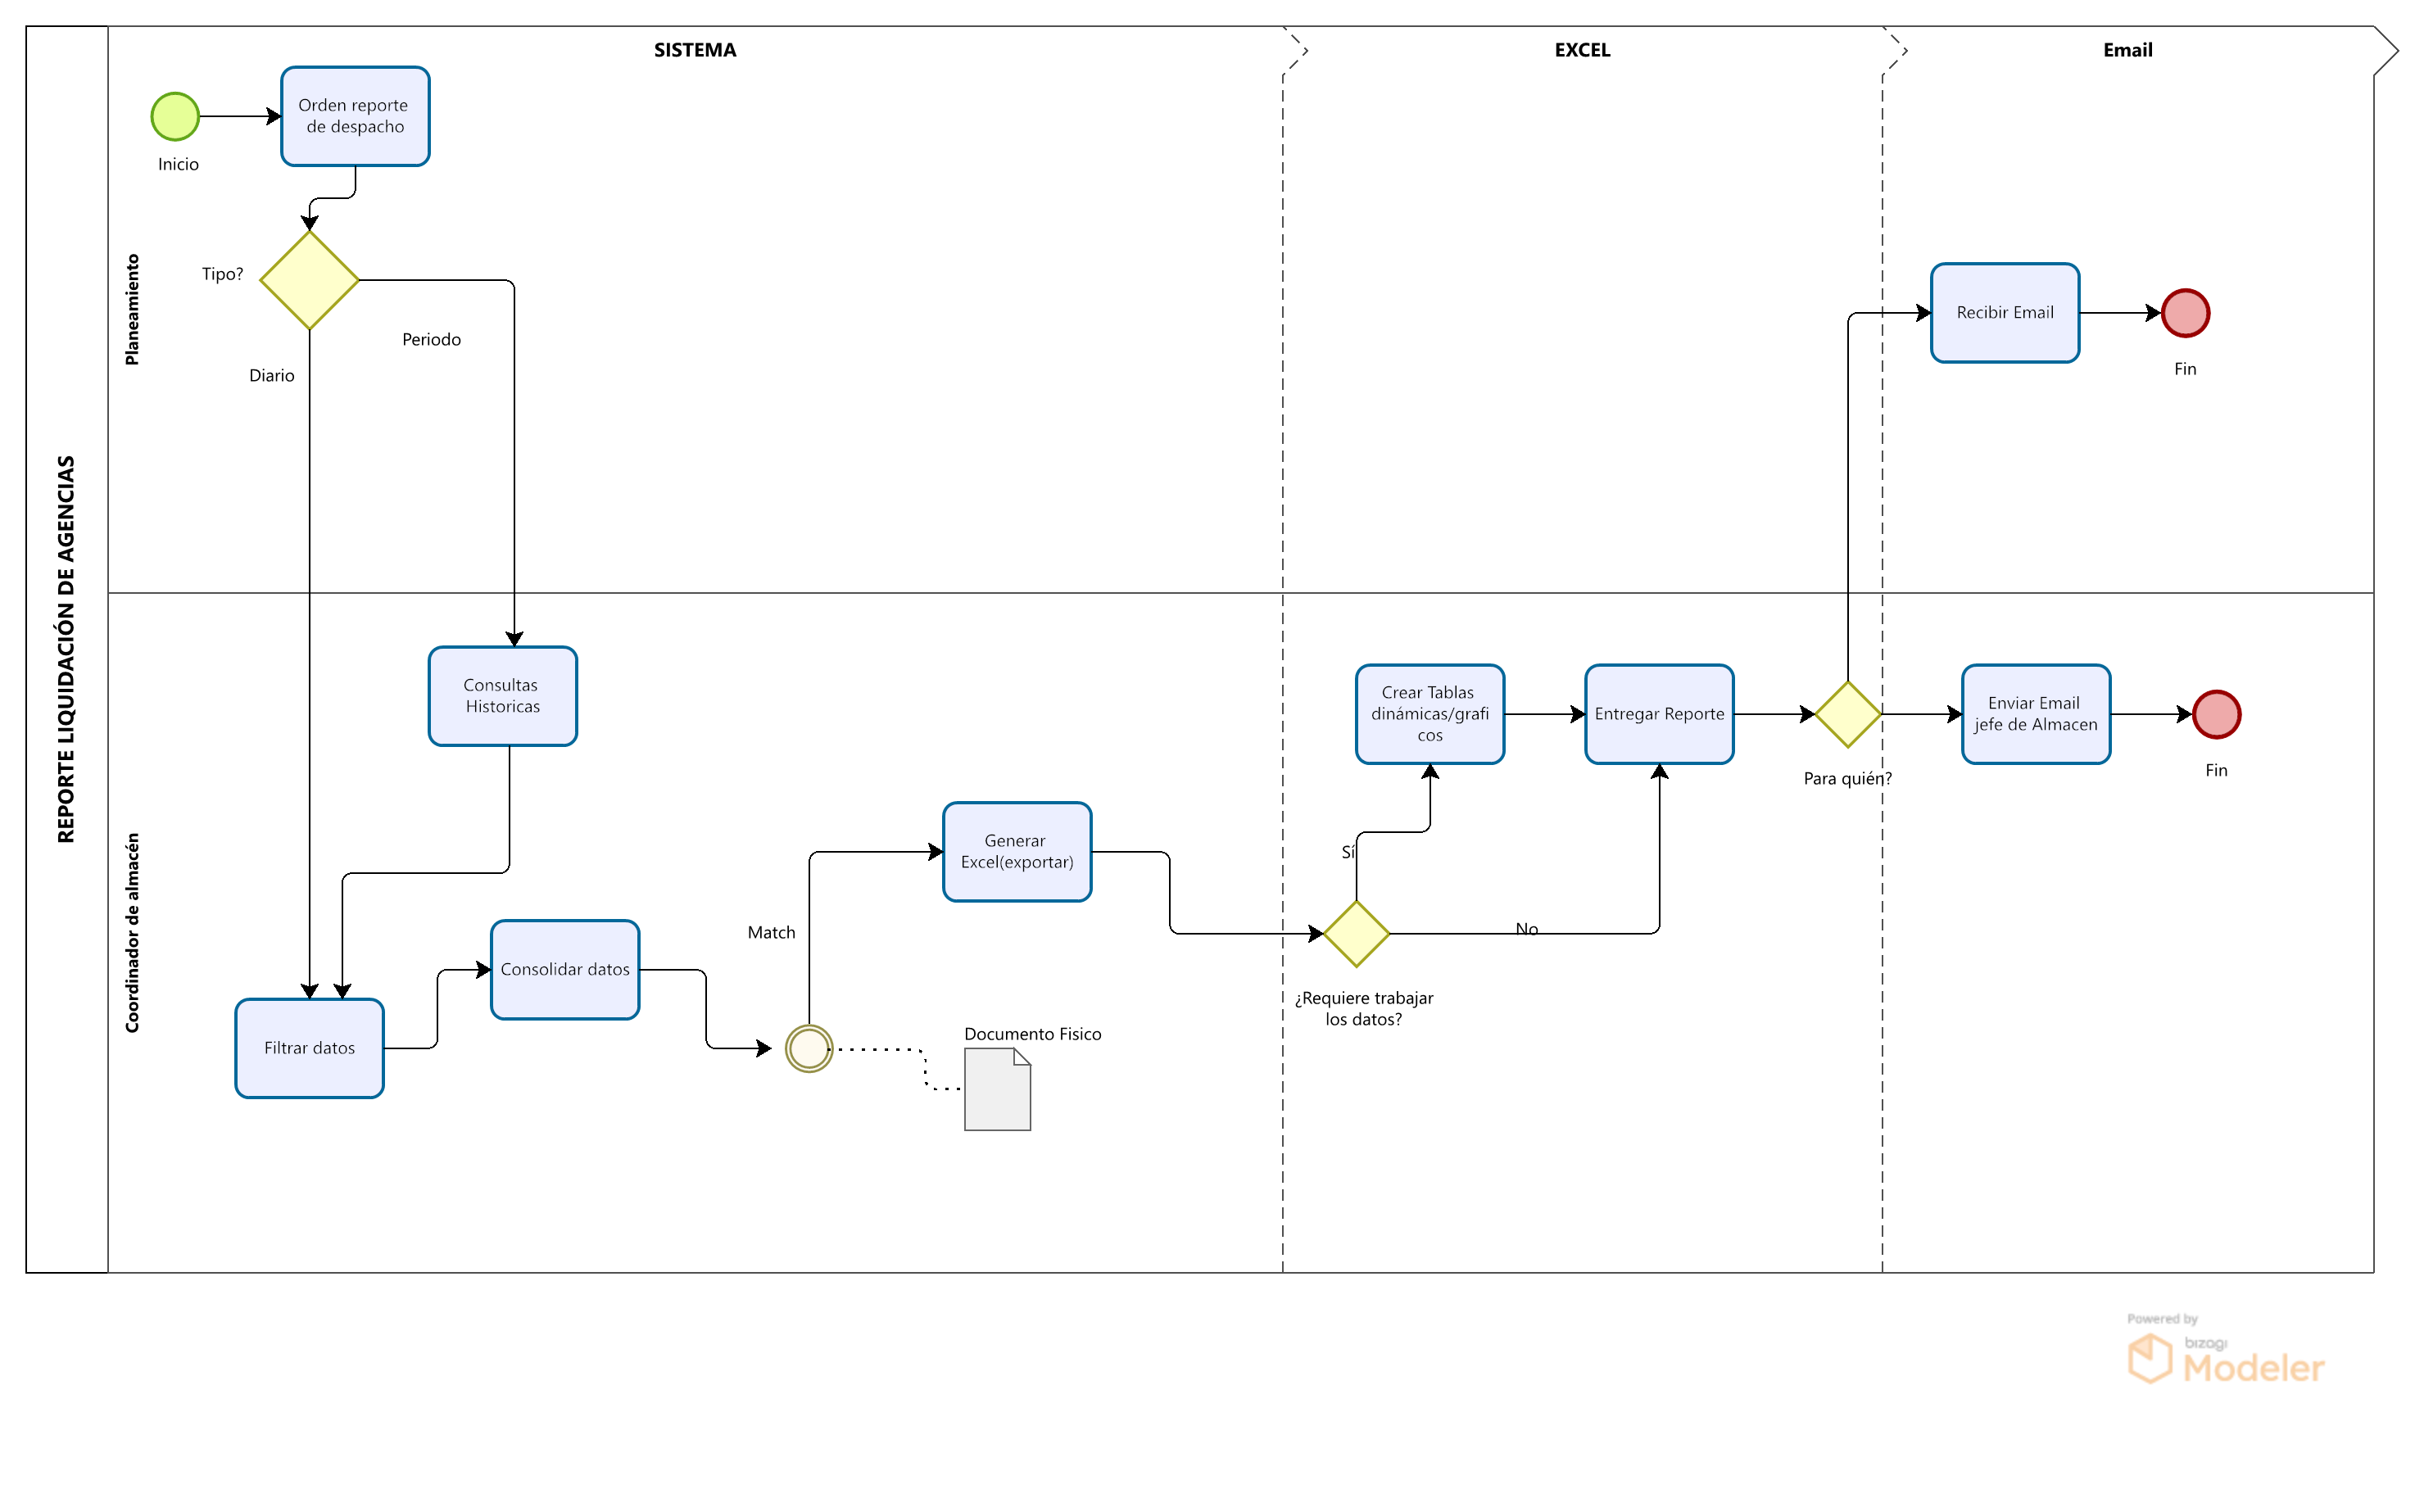 SISTEMA
EXCEL
Email
REPORTE LIQUIDACIÓN DE AGENCIAS
Planeamiento
Inicio
Orden reporte
de despacho
Tipo?
Periodo
Diario
Recibir Email
Fin
Coordinador de almacén
Consultas
Historicas
Filtrar datos
Consolidar datos
Match
Documento Fisico
Generar
Excel(exportar)
¿Requiere trabajar
los datos?
Sí
No
Crear Tablas
dinámicas/grafi
cos
Entregar Reporte
Para quién?
Enviar Email
jefe de Almacen
Fin
Powered by
bizagi
Modeler